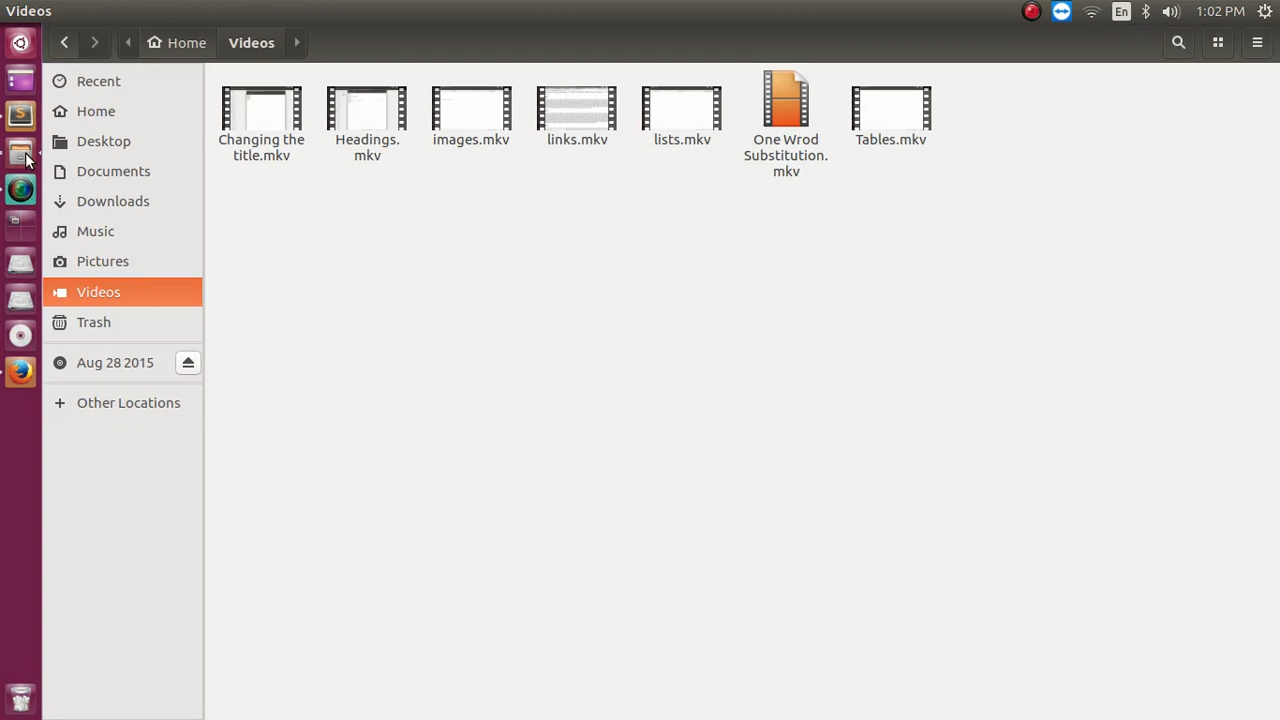 Videos
En
1:02 PM
Home
Videos
Recent
Home
Desktop
Documents
Downloads
Music
Pictures
Videos
Trash
Aug 28 2015
Other Locations
Changing the
title.mkv
Headings.
mkv
images.mkv
links.mkv
lists.mkv
One Wrod
Substitution.
mkv
Tables.mkv